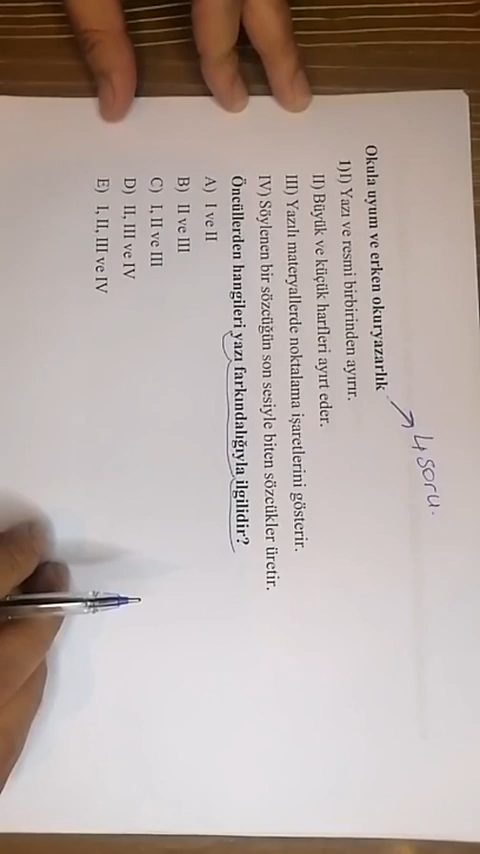 Okula uyum ve erken okuryazarlık
4 soru.
1)I) Yazı ve resmi birbirinden ayırır.
II) Büyük ve küçük harfleri ayırt eder.
III) Yazılı materyallerde noktalama işaretlerini gösterir.
IV) Söylenen bir sözcüğün son sesiyle biten sözcükler üretir.
Öncüllerden hangileri yazı farkındalığıyla ilgilidir?
A) I ve II
B) II ve III
C) I, II ve III
D) II, III ve IV
E) I, II, III ve IV